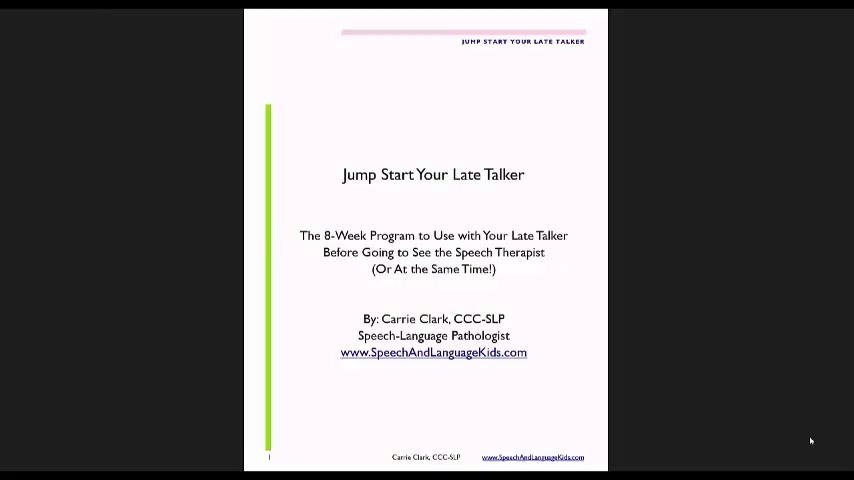 JUMP START YOUR LATE TALKER
Jump Start Your Late Talker
The 8-Week Program to Use with Your Late Talker
Before Going to See the Speech Therapist
(Or At the Same Time!)
By: Carrie Clark, CCC-SLP
Speech-Language Pathologist
www.SpeechAndLanguageKids.com
1 Carrie Clark, CCC-SLP www.SpeechAndLanguageKids.com